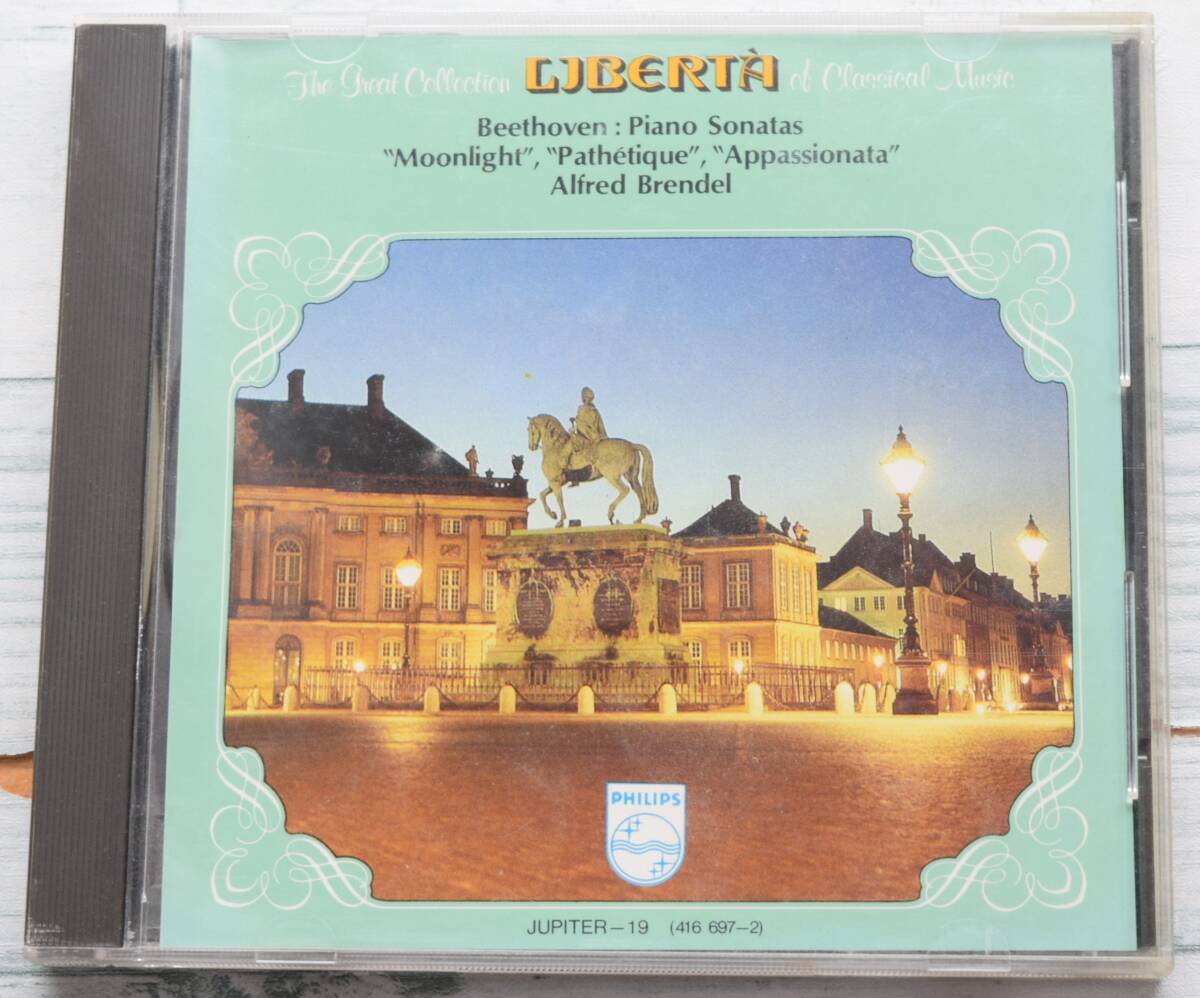 The Great Collection LIBERTÀ of Classical Music
Beethoven : Piano Sonatas
“Moonlight”, “Pathétique”, “Appassionata”
Alfred Brendel
PHILIPS
JUPITER－19 (416 697－2)